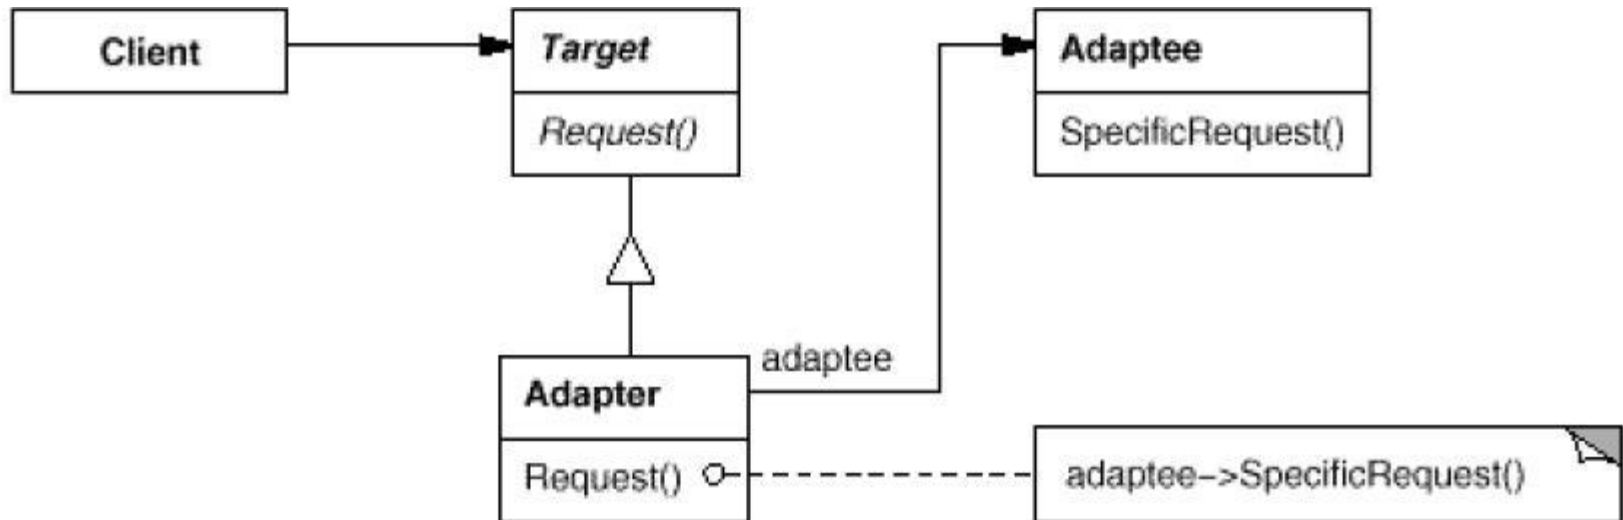 Client
Target
Request()
Adaptee
SpecificRequest()
adaptee
Adapter
Request()
adaptee–>SpecificRequest()